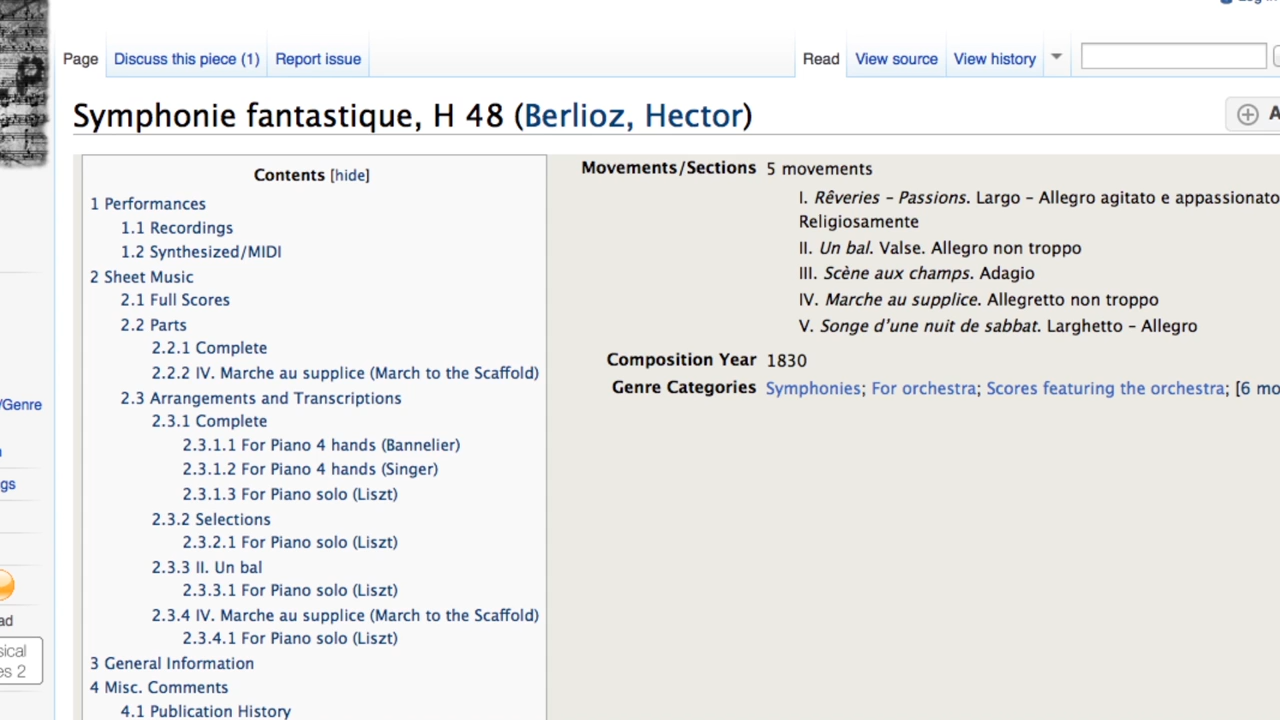 Page
Discuss this piece (1)
Report issue
Read
View source
View history
Symphonie fantastique, H 48 (Berlioz, Hector)
Contents [hide]
1 Performances
1.1 Recordings
1.2 Synthesized/MIDI
2 Sheet Music
2.1 Full Scores
2.2 Parts
2.2.1 Complete
2.2.2 IV. Marche au supplice (March to the Scaffold)
2.3 Arrangements and Transcriptions
2.3.1 Complete
2.3.1.1 For Piano 4 hands (Bannelier)
2.3.1.2 For Piano 4 hands (Singer)
2.3.1.3 For Piano solo (Liszt)
2.3.2 Selections
2.3.2.1 For Piano solo (Liszt)
2.3.3 II. Un bal
2.3.3.1 For Piano solo (Liszt)
2.3.4 IV. Marche au supplice (March to the Scaffold)
2.3.4.1 For Piano solo (Liszt)
3 General Information
4 Misc. Comments
4.1 Publication History
Movements/Sections 5 movements
I. Rêveries – Passions. Largo – Allegro agitato e appassionato
Religiosamente
II. Un bal. Valse. Allegro non troppo
III. Scène aux champs. Adagio
IV. Marche au supplice. Allegretto non troppo
V. Songe d'une nuit de sabbat. Larghetto – Allegro
Composition Year 1830
Genre Categories Symphonies; For orchestra; Scores featuring the orchestra; [6 mo
/Genre
gs
ad
sical
es 2